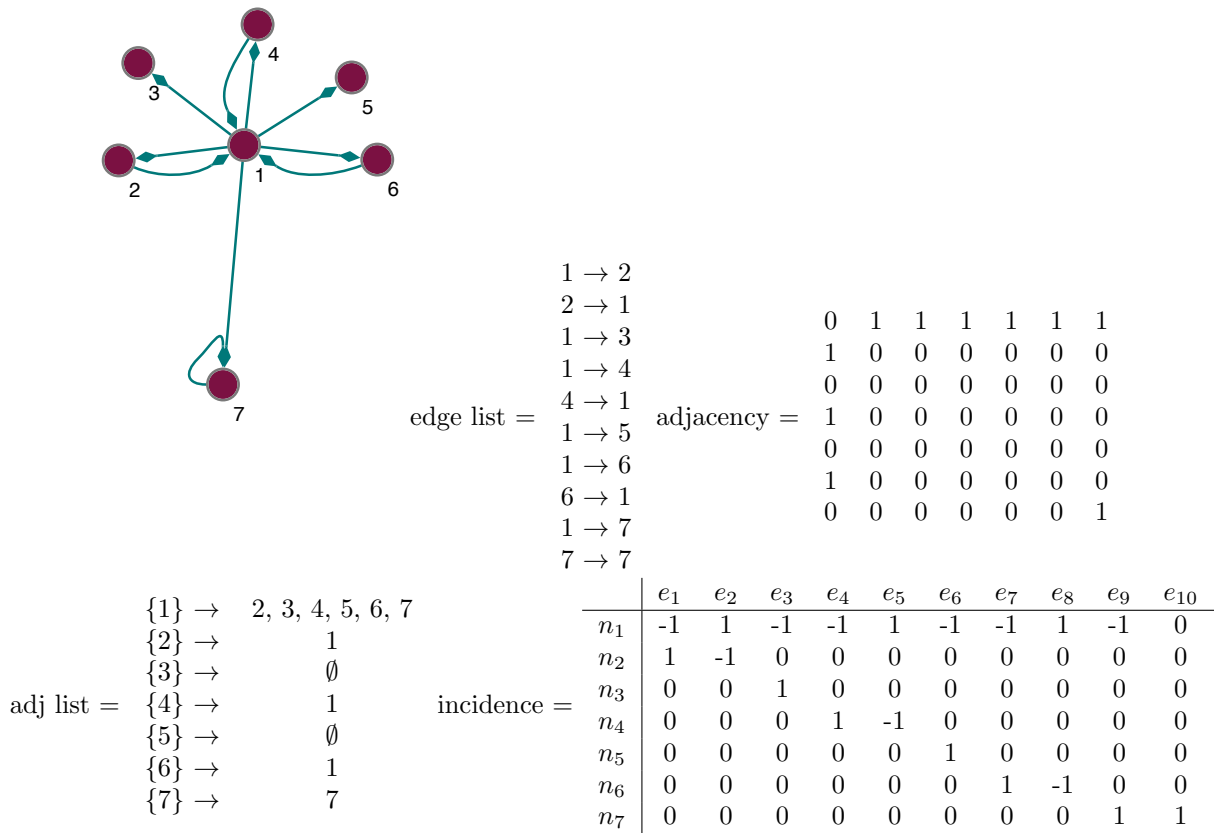 4
3
5
2
1
6
7
edge list =
1 → 2
2 → 1
1 → 3
1 → 4
4 → 1
1 → 5
1 → 6
6 → 1
1 → 7
7 → 7
adjacency =
0 1 1 1 1 1 1
1 0 0 0 0 0 0
0 0 0 0 0 0 0
1 0 0 0 0 0 0
0 0 0 0 0 0 0
1 0 0 0 0 0 0
0 0 0 0 0 0 1
adj list =
{1} → 2, 3, 4, 5, 6, 7
{2} → 1
{3} → ∅
{4} → 1
{5} → ∅
{6} → 1
{7} → 7
incidence =
e₁ e₂ e₃ e₄ e₅ e₆ e₇ e₈ e₉ e₁₀
n₁ -1 1 -1 -1 1 -1 -1 1 -1 0
n₂ 1 -1 0 0 0 0 0 0 0 0
n₃ 0 0 1 0 0 0 0 0 0 0
n₄ 0 0 0 1 -1 0 0 0 0 0
n₅ 0 0 0 0 0 1 0 0 0 0
n₆ 0 0 0 0 0 0 1 -1 0 0
n₇ 0 0 0 0 0 0 0 0 1 1